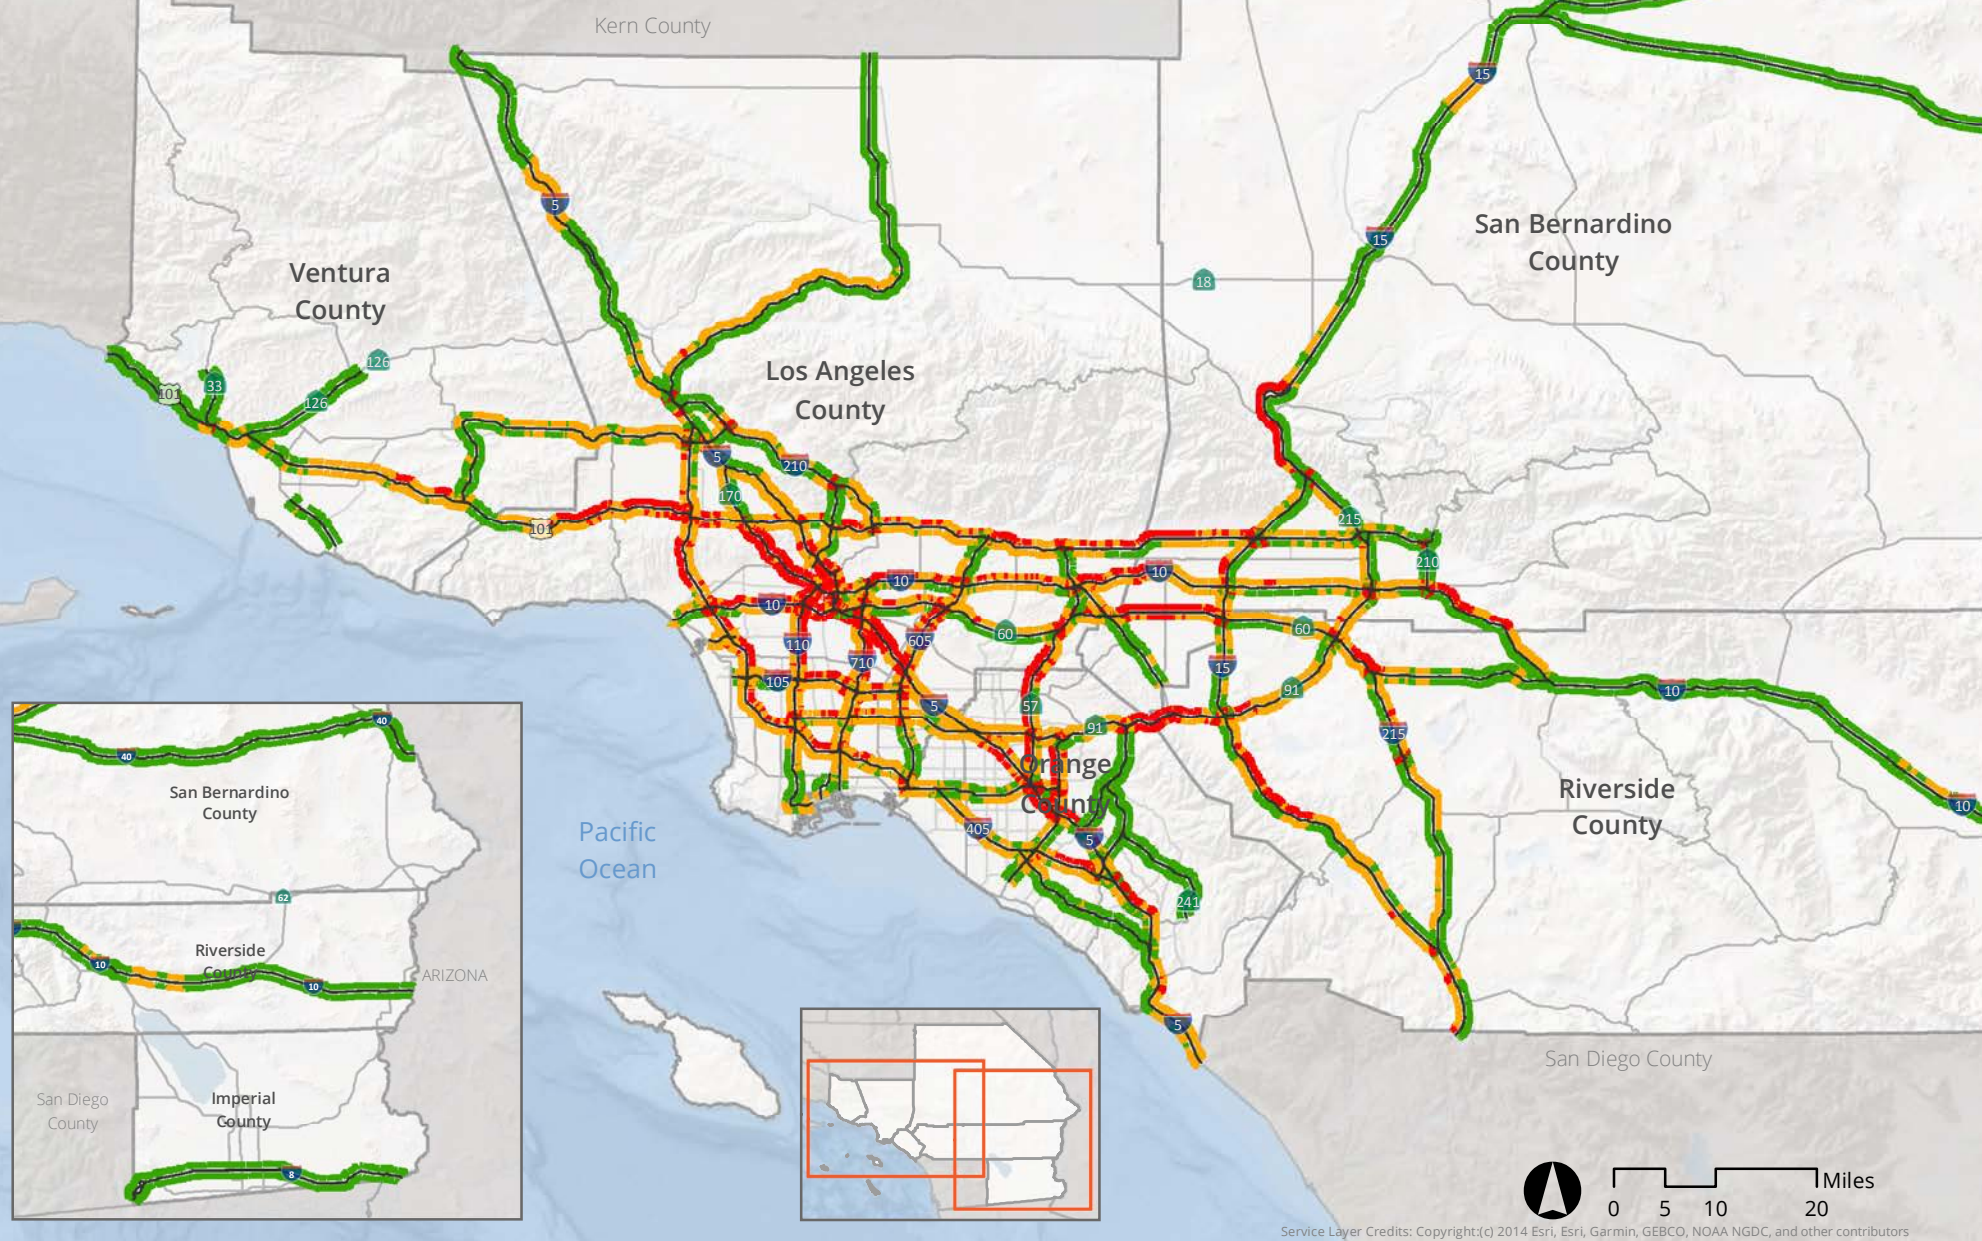 Kern County
15
5
San Bernardino
County
15
Ventura
County
18
126
Los Angeles
County
33
101
126
5
210
170
101
215
210
10
10
10
60
60
110
605
710
15
105
91
10
5
57
91
215
40
40
San Bernardino
County
Orange
County
Riverside
County
10
Pacific
Ocean
405
5
62
241
Riverside
County
10
10
ARIZONA
5
San Diego County
San Diego
County
Imperial
County
8
Miles
0 5 10 20
Service Layer Credits: Copyright:(c) 2014 Esri, Esri, Garmin, GEBCO, NOAA NGDC, and other contributors